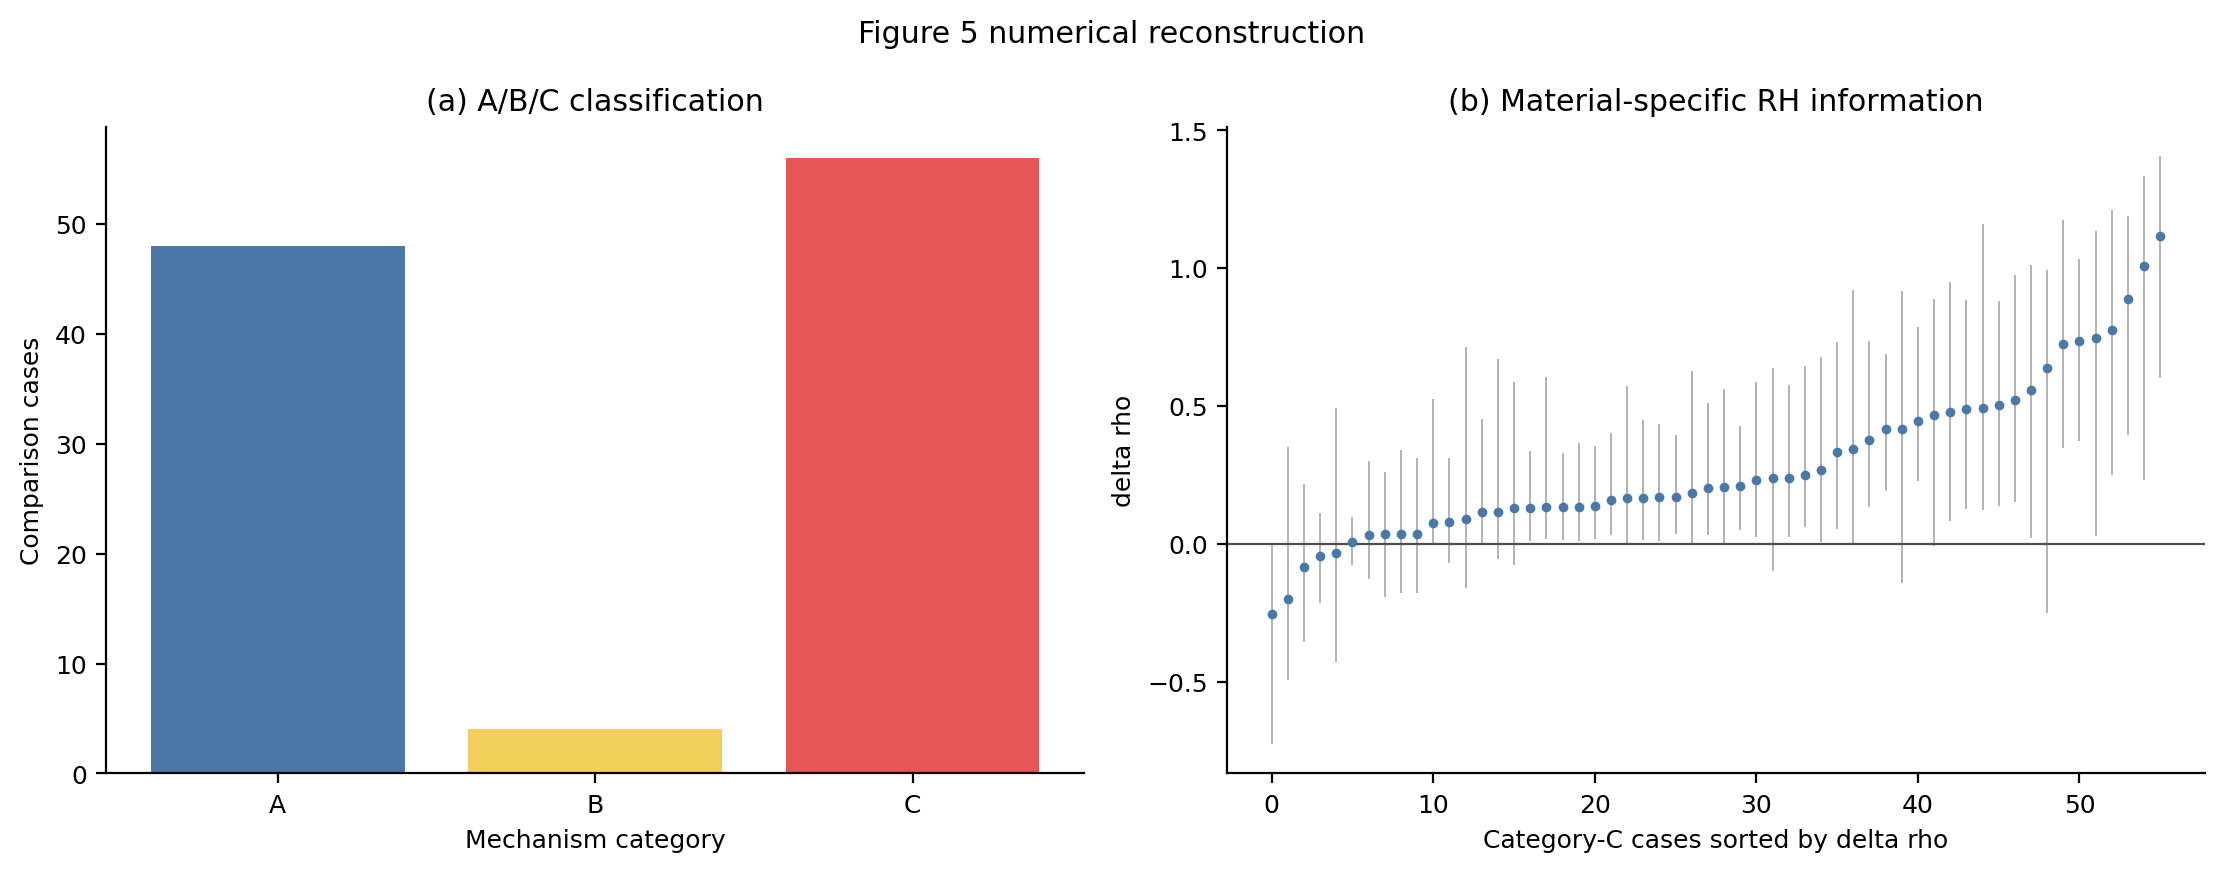 Figure 5 numerical reconstruction
(a) A/B/C classification
50
40
30
20
10
0
Comparison cases
A B C
Mechanism category
(b) Material-specific RH information
1.5
1.0
0.5
0.0
−0.5
delta rho
0 10 20 30 40 50
Category-C cases sorted by delta rho